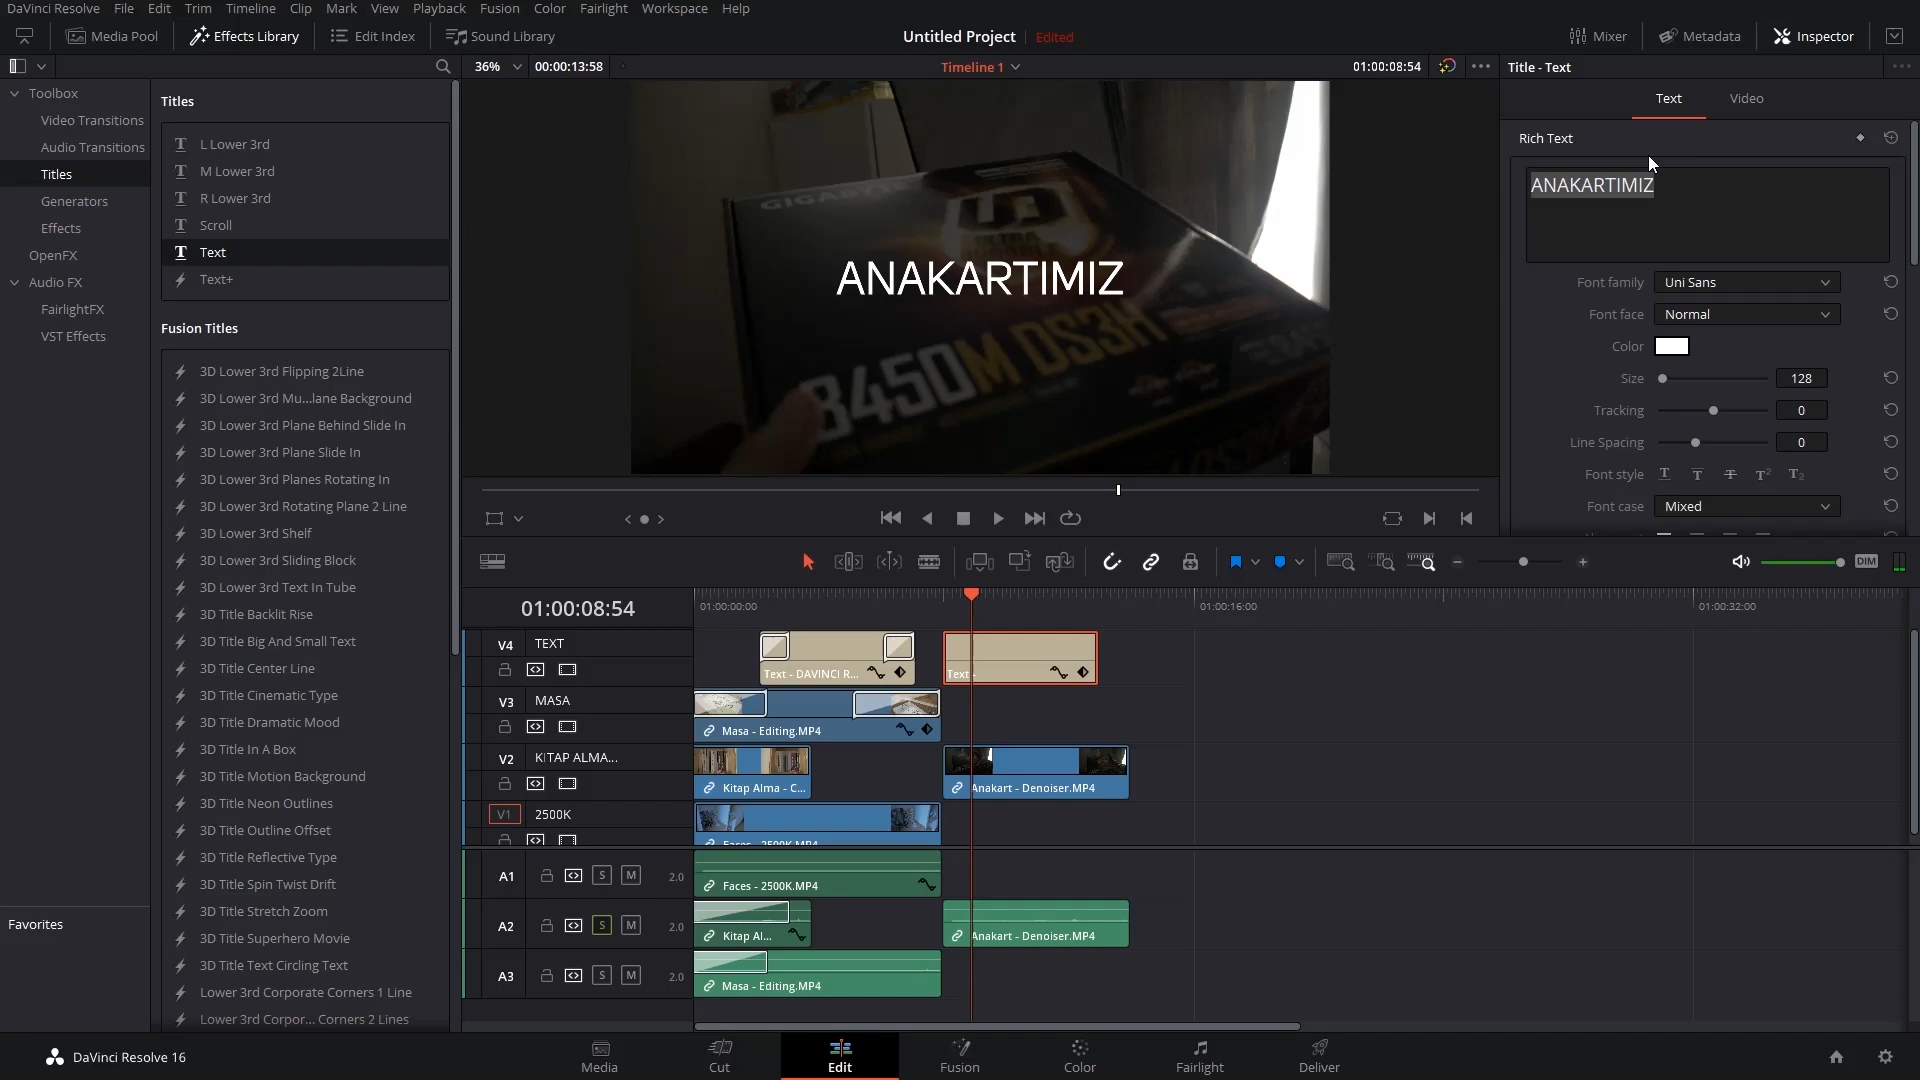 DaVinci Resolve File Edit Trim Timeline Clip Mark View Playback Fusion Color Fairlight Workspace Help
Media Pool Effects Library Edit Index Sound Library Untitled Project Edited Mixer Metadata Inspector
36% 00:00:13:58 Timeline 1 01:00:08:54 Title - Text
Toolbox
Video Transitions
Audio Transitions
Titles
Generators
Effects
OpenFX
Audio FX
FairlightFX
VST Effects
Favorites
Titles
L Lower 3rd
M Lower 3rd
R Lower 3rd
Scroll
Text
Text+
Fusion Titles
3D Lower 3rd Flipping 2Line
3D Lower 3rd Mu...lane Background
3D Lower 3rd Plane Behind Slide In
3D Lower 3rd Plane Slide In
3D Lower 3rd Planes Rotating In
3D Lower 3rd Rotating Plane 2 Line
3D Lower 3rd Shelf
3D Lower 3rd Sliding Block
3D Lower 3rd Text In Tube
3D Title Backlit Rise
3D Title Big And Small Text
3D Title Center Line
3D Title Cinematic Type
3D Title Dramatic Mood
3D Title In A Box
3D Title Motion Background
3D Title Neon Outlines
3D Title Outline Offset
3D Title Reflective Type
3D Title Spin Twist Drift
3D Title Stretch Zoom
3D Title Superhero Movie
3D Title Text Circling Text
Lower 3rd Corporate Corners 1 Line
Lower 3rd Corpor... Corners 2 Lines
GIGABYTE
ANAKARTIMIZ
B450M DS3H
Text Video
Rich Text
ANAKARTIMIZ
Font family Uni Sans
Font face Normal
Color
Size 128
Tracking 0
Line Spacing 0
Font style T T T T² T₂
Font case Mixed
DIM
01:00:08:54 01:00:00:00 01:00:16:00 01:00:32:00
V4 TEXT
Text - DAVINCI R... Text -
V3 MASA
Masa - Editing.MP4
V2 KITAP ALMA...
Kitap Alma - C... Anakart - Denoiser.MP4
V1 2500K
Faces - 2500K.MP4
A1 S M 2.0 Faces - 2500K.MP4
A2 S M 2.0 Kitap Al... Anakart - Denoiser.MP4
A3 S M 2.0 Masa - Editing.MP4
DaVinci Resolve 16 Media Cut Edit Fusion Color Fairlight Deliver